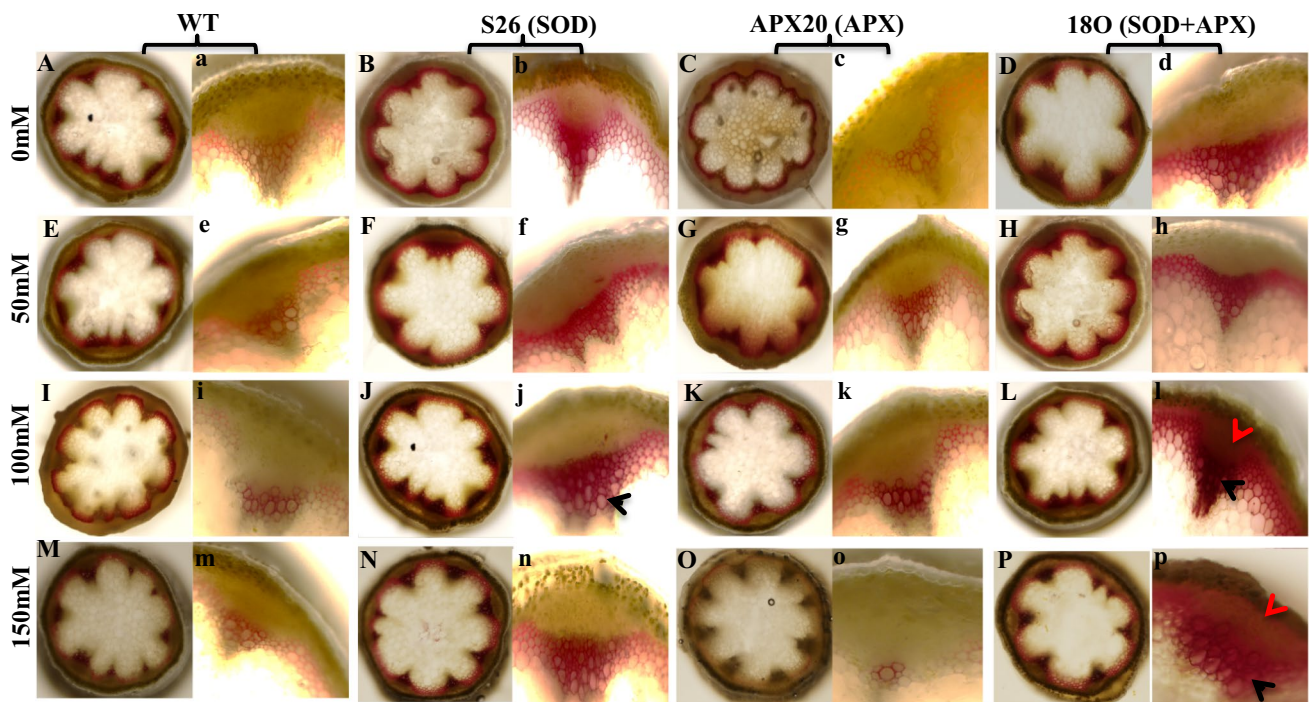 WT S26 (SOD) APX20 (APX) 18O (SOD+APX)
0mM A a B b C c D d
50mM E e F f G g H h
100mM I i J j K k L l
150mM M m N n O o P p